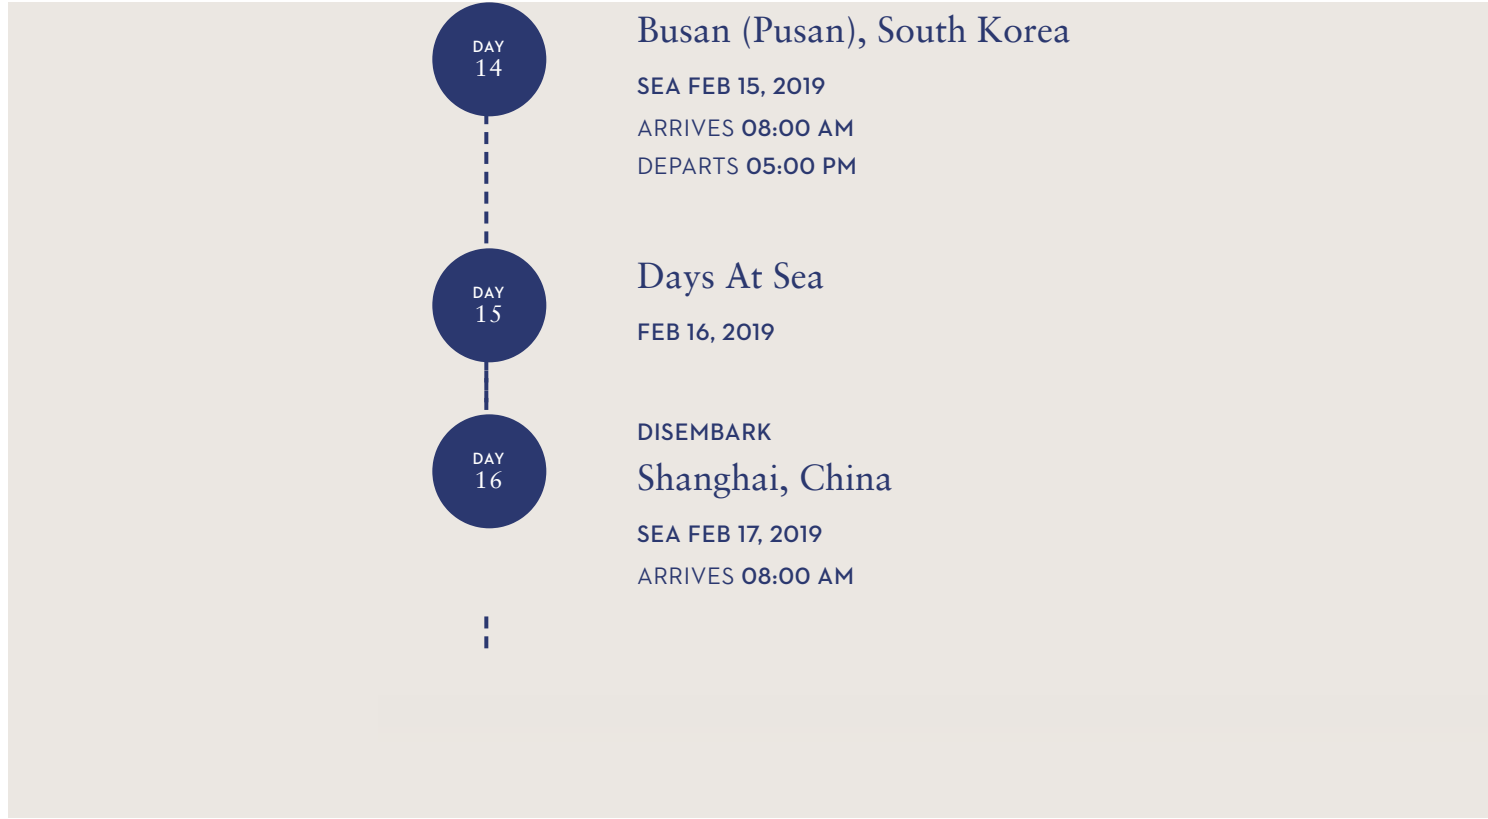 DAY
14
Busan (Pusan), South Korea
SEA FEB 15, 2019
ARRIVES 08:00 AM
DEPARTS 05:00 PM
DAY
15
Days At Sea
FEB 16, 2019
DAY
16
DISEMBARK
Shanghai, China
SEA FEB 17, 2019
ARRIVES 08:00 AM